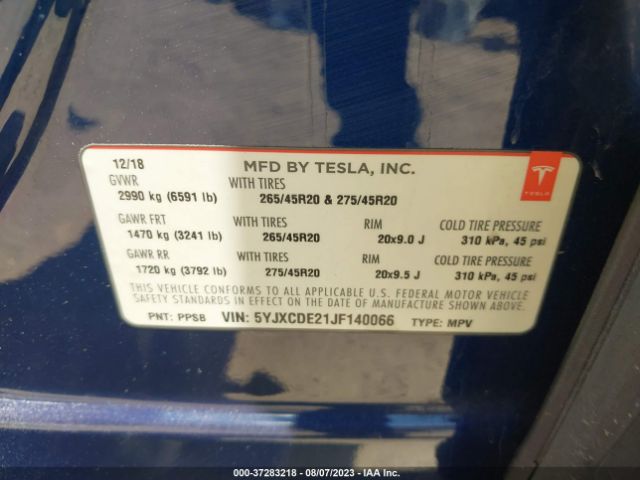 12/18 MFD BY TESLA, INC.
GVWR WITH TIRES
2990 kg (6591 lb) 265/45R20 & 275/45R20
GAWR FRT WITH TIRES RIM COLD TIRE PRESSURE
1470 kg (3241 lb) 265/45R20 20x9.0 J 310 kPa, 45 psi
GAWR RR WITH TIRES RIM COLD TIRE PRESSURE
1720 kg (3792 lb) 275/45R20 20x9.5 J 310 kPa, 45 psi
THIS VEHICLE CONFORMS TO ALL APPLICABLE U.S. FEDERAL MOTOR VEHICLE
SAFETY STANDARDS IN EFFECT ON THE DATE OF MANUFACTURE SHOWN ABOVE.
PNT: PPSB VIN: 5YJXCDE21JF140066 TYPE: MPV
TESLA
000-37283218 - 08/07/2023 - IAA Inc.